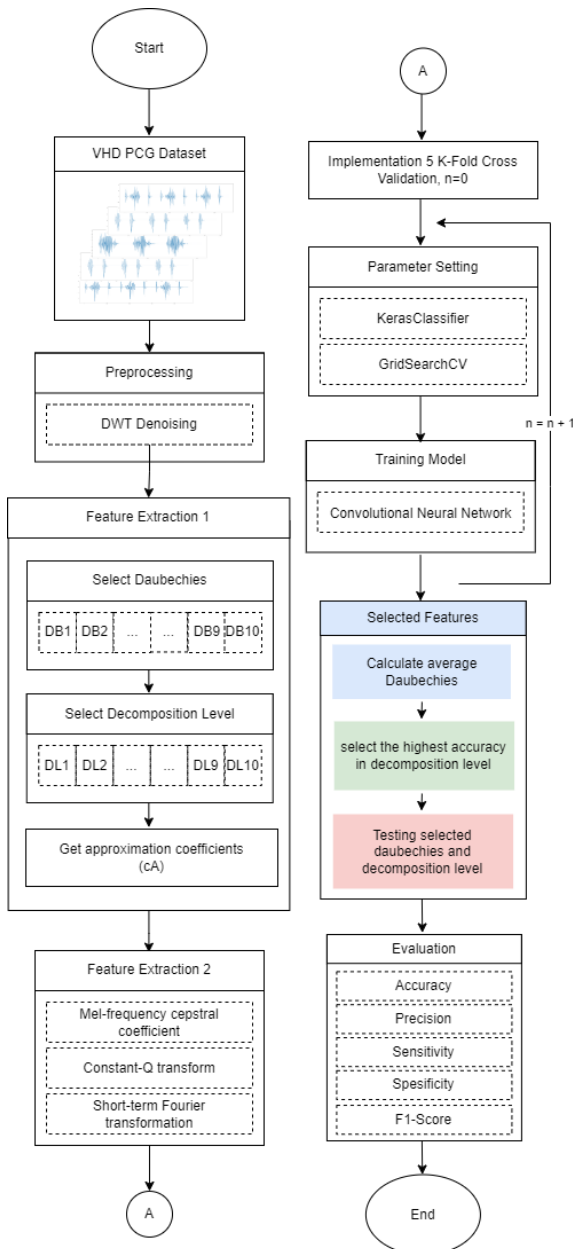 Start
VHD PCG Dataset
Preprocessing
DWT Denoising
Feature Extraction 1
Select Daubechies
DB1 DB2 ... ... DB9 DB10
Select Decomposition Level
DL1 DL2 ... ... DL9 DL10
Get approximation coefficients
(cA)
Feature Extraction 2
Mel-frequency cepstral
coefficient
Constant-Q transform
Short-term Fourier
transformation
A
A
Implementation 5 K-Fold Cross
Validation, n=0
Parameter Setting
KerasClassifier
GridSearchCV
n = n + 1
Training Model
Convolutional Neural Network
Selected Features
Calculate average
Daubechies
select the highest accuracy
in decomposition level
Testing selected
daubechies and
decomposition level
Evaluation
Accuracy
Precision
Sensitivity
Spesificity
F1-Score
End